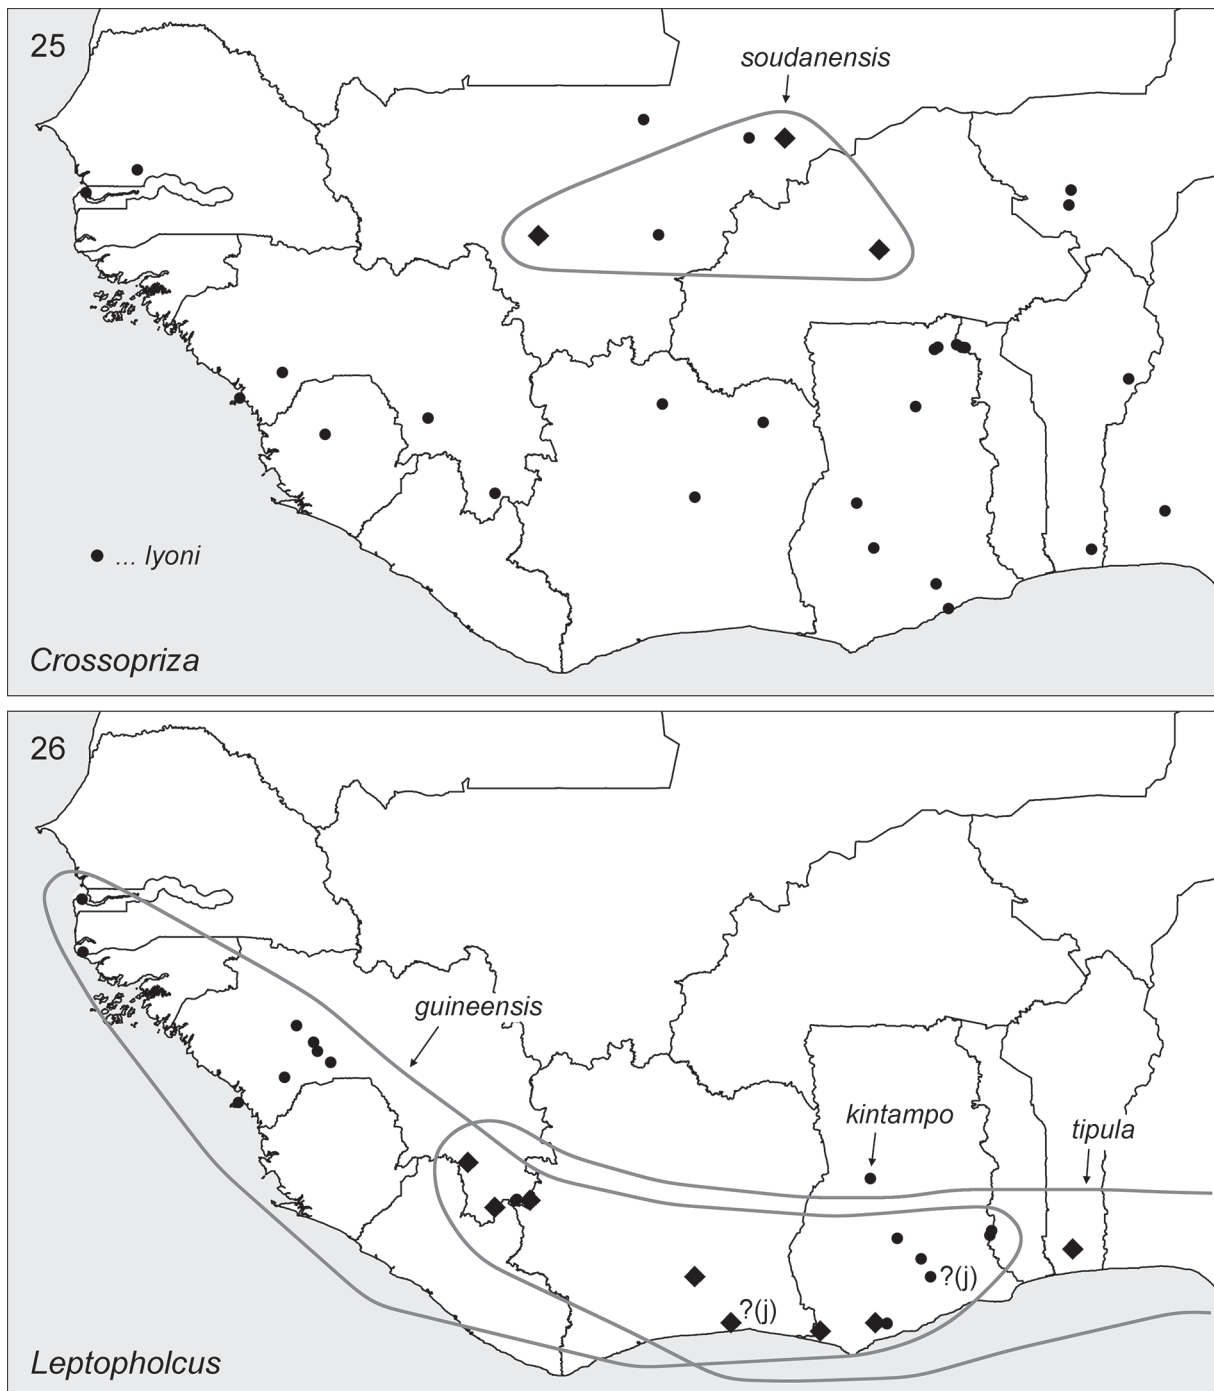 25
soudanensis
... lyoni
Crossopriza
26
guineensis
kintampo
tipula
?(j)
?(j)
Leptopholcus